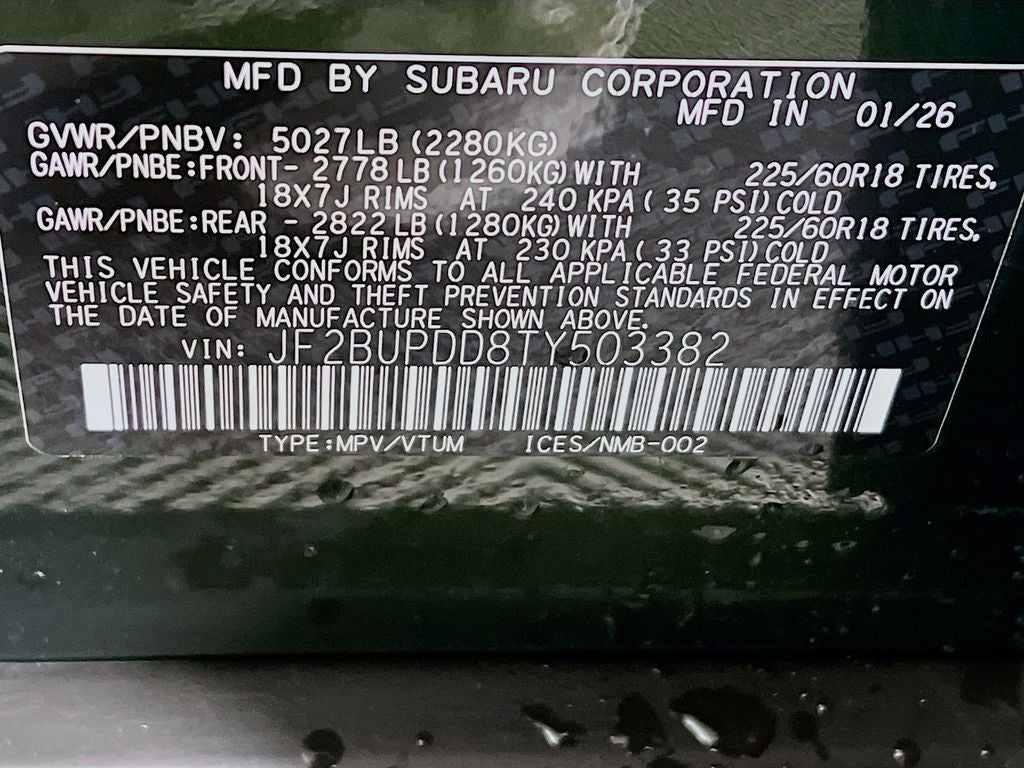 MFD BY SUBARU CORPORATION
MFD IN 01/26
GVWR/PNBV: 5027LB (2280KG)
GAWR/PNBE:FRONT- 2778 LB (1260KG) WITH 225/60R18 TIRES,
18X7J RIMS AT 240 KPA ( 35 PSI) COLD
GAWR/PNBE:REAR - 2822 LB (1280KG) WITH 225/60R18 TIRES,
18X7J RIMS AT 230 KPA ( 33 PSI) COLD
THIS VEHICLE CONFORMS TO ALL APPLICABLE FEDERAL MOTOR
VEHICLE SAFETY AND THEFT PREVENTION STANDARDS IN EFFECT ON
THE DATE OF MANUFACTURE SHOWN ABOVE.
VIN: JF2BUPDD8TY503382
TYPE:MPV/VTUM ICES/NMB-002